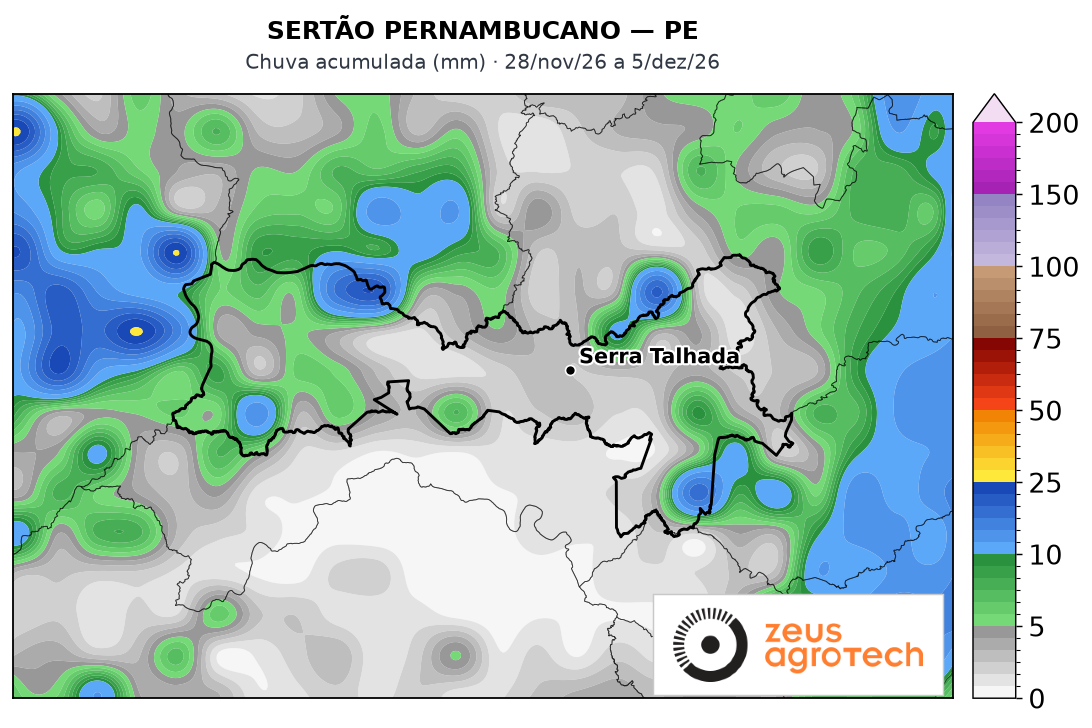 SERTÃO PERNAMBUCANO — PE
Chuva acumulada (mm) · 28/nov/26 a 5/dez/26
Serra Talhada
200
150
100
75
50
25
10
5
0
zeus
agrotech